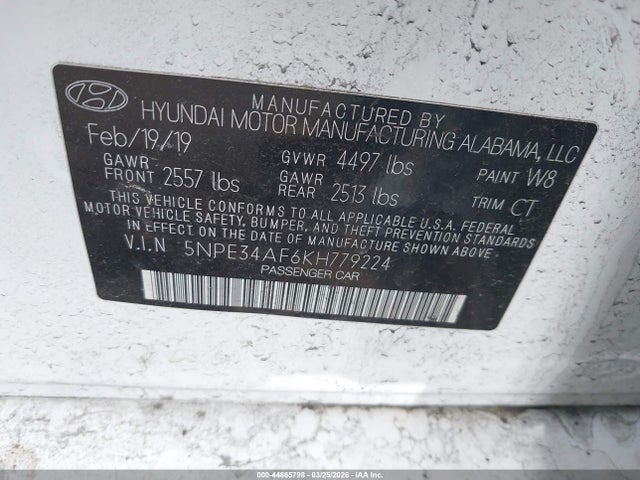 MANUFACTURED BY
HYUNDAI MOTOR MANUFACTURING ALABAMA, LLC
Feb/19/19
GVWR 4497 lbs
PAINT W8
GAWR FRONT 2557 lbs
GAWR REAR 2513 lbs
TRIM CT
THIS VEHICLE CONFORMS TO ALL APPLICABLE U.S.A. FEDERAL
MOTOR VEHICLE SAFETY, BUMPER, AND THEFT PREVENTION STANDARDS
IN EFFECT ON THE DATE OF MANUFACTURE SHOWN ABOVE.
V.I.N 5NPE34AF6KH779224
PASSENGER CAR
000-44665798 - 03/25/2026 - COPYRIGHT IAA, LLC